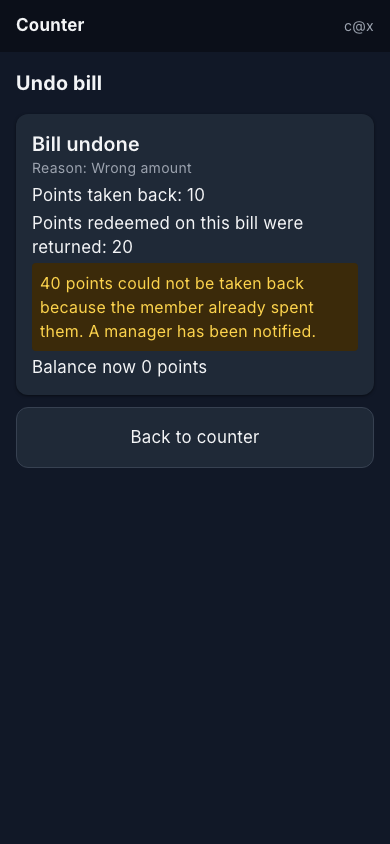 Counter
c@x
Undo bill
Bill undone
Reason: Wrong amount
Points taken back: 10
Points redeemed on this bill were
returned: 20
40 points could not be taken back
because the member already spent
them. A manager has been notified.
Balance now 0 points
Back to counter